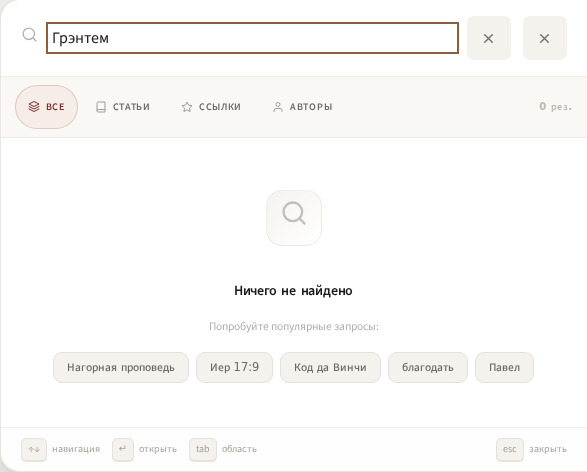 Грэнтем
ВСЕ СТАТЬИ ССЫЛКИ АВТОРЫ 0 рез.
Ничего не найдено
Попробуйте популярные запросы:
Нагорная проповедь Иер 17:9 Код да Винчи благодать Павел
↑↓ навигация ↵ открыть tab область esc закрыть